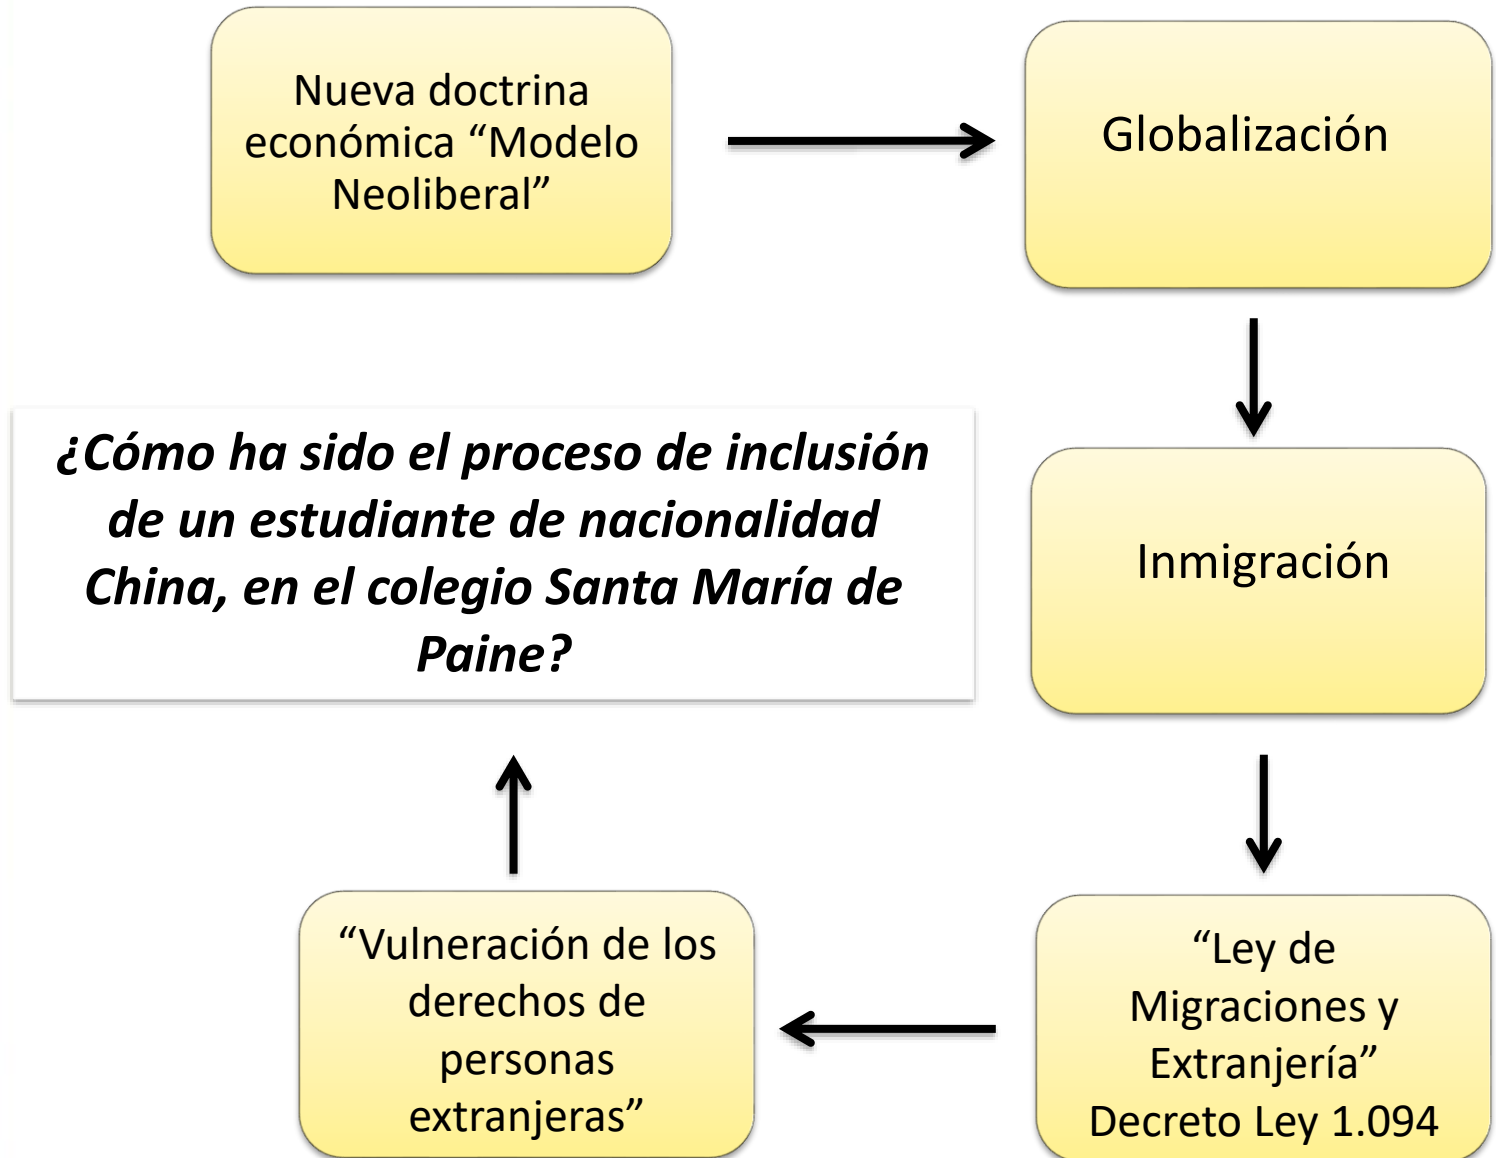 Nueva doctrina
económica “Modelo
Neoliberal”
Globalización
Inmigración
“Ley de
Migraciones y
Extranjería”
Decreto Ley 1.094
“Vulneración de los
derechos de
personas
extranjeras”
¿Cómo ha sido el proceso de inclusión
de un estudiante de nacionalidad
China, en el colegio Santa María de
Paine?